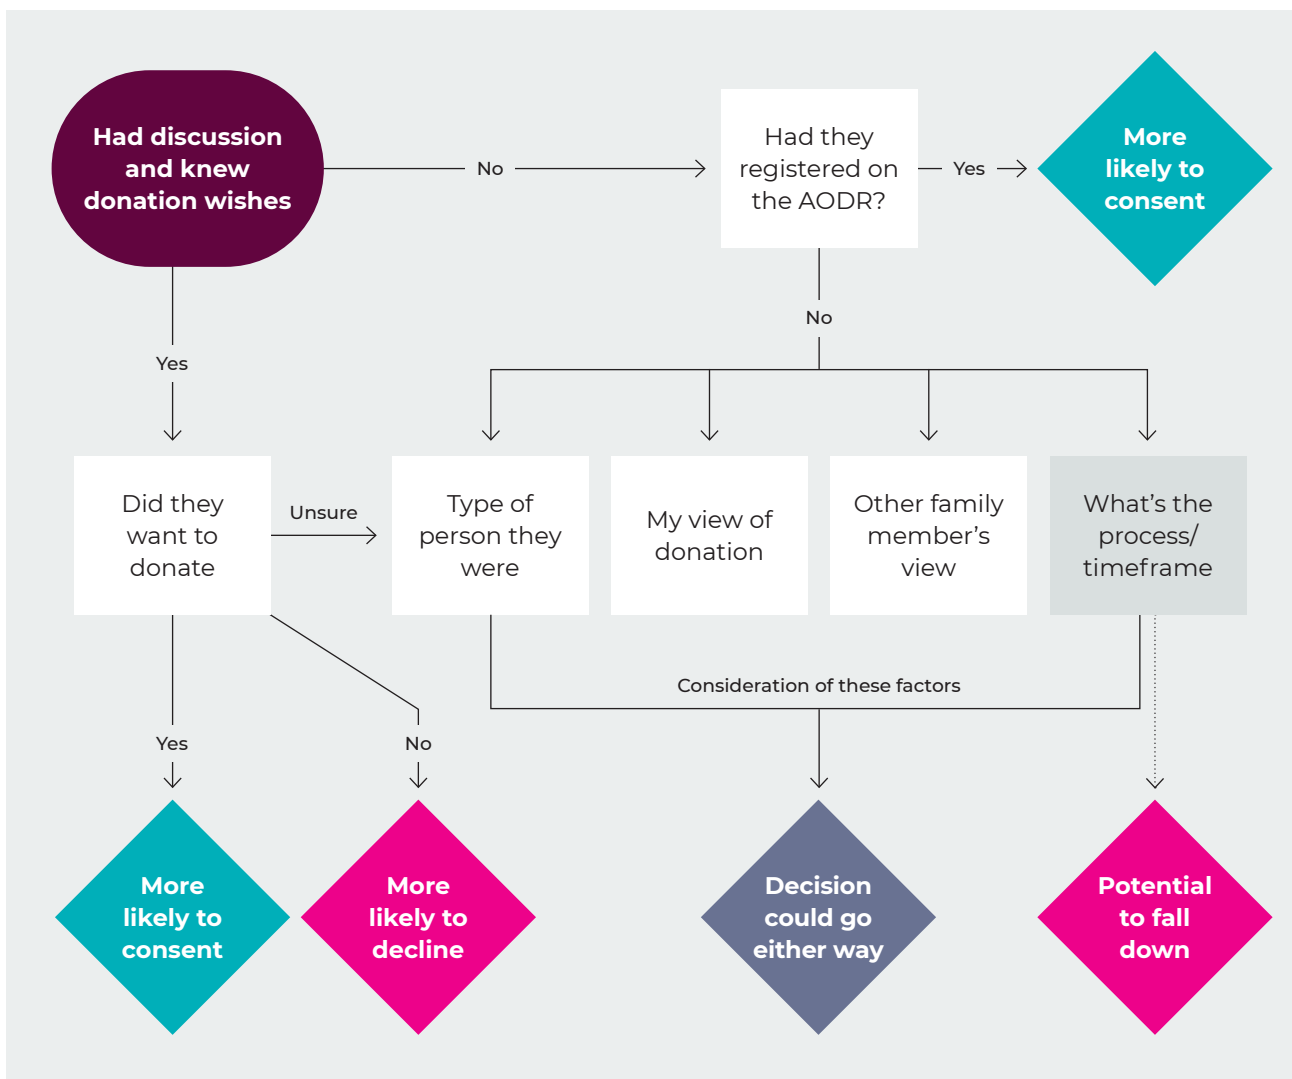 Had discussion
and knew
donation wishes
No
Had they
registered on
the AODR?
Yes
More
likely to
consent
No
Yes
Did they
want to
donate
Unsure
Type of
person they
were
My view of
donation
Other family
member’s
view
What’s the
process/
timeframe
Consideration of these factors
Yes
No
More
likely to
consent
More
likely to
decline
Decision
could go
either way
Potential
to fall
down